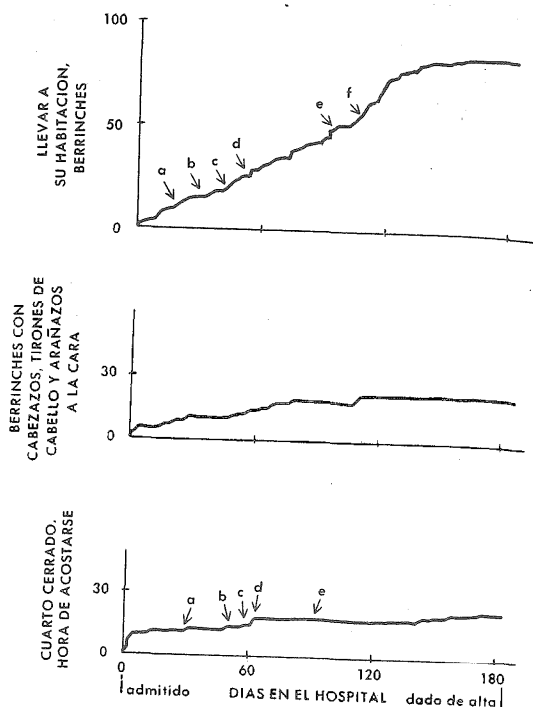 100
50
0
LLEVAR A
SU HABITACION,
BERRINCHES
a
b
c
d
e
f
30
0
BERRINCHES CON
CABEZAZOS, TIRONES DE
CABELLO Y ARAÑAZOS
A LA CARA
30
0
CUARTO CERRADO.
HORA DE ACOSTARSE
a
b
c
d
e
0
60
120
180
admitido
DIAS EN EL HOSPITAL
dado de alta